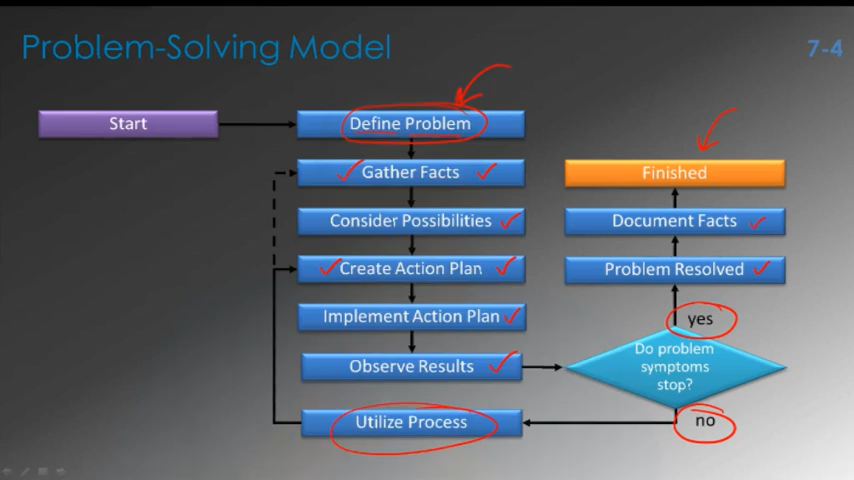 Problem-Solving Model
7-4
Start
Define Problem
Gather Facts
Consider Possibilities
Create Action Plan
Implement Action Plan
Observe Results
Utilize Process
Finished
Document Facts
Problem Resolved
yes
Do problem
symptoms
stop?
no